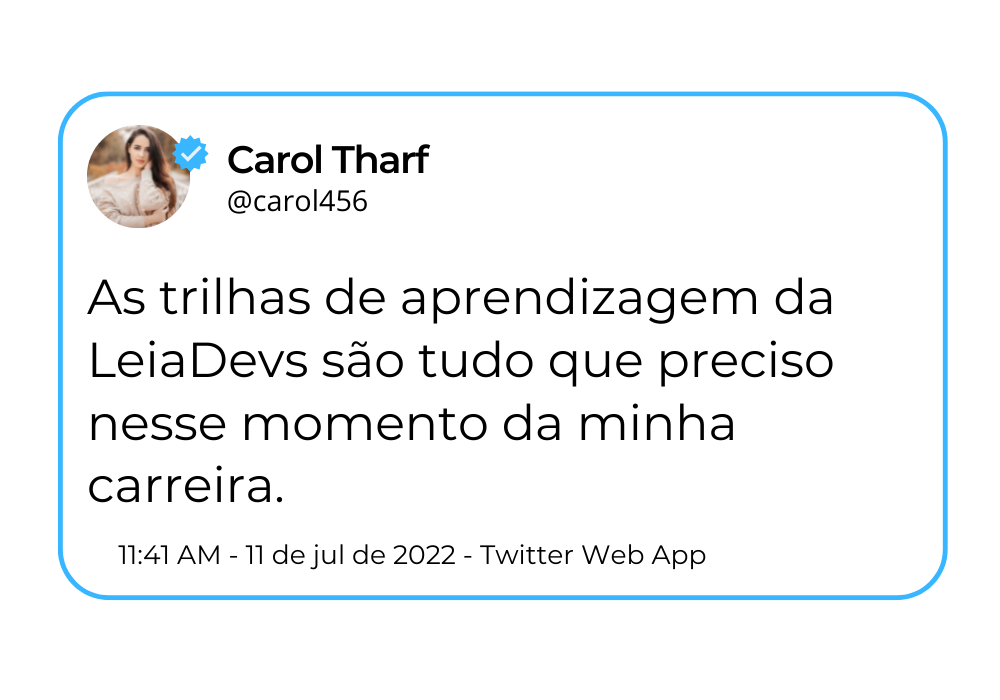 Carol Tharf
@carol456
As trilhas de aprendizagem da
LeiaDevs são tudo que preciso
nesse momento da minha
carreira.
11:41 AM - 11 de jul de 2022 - Twitter Web App